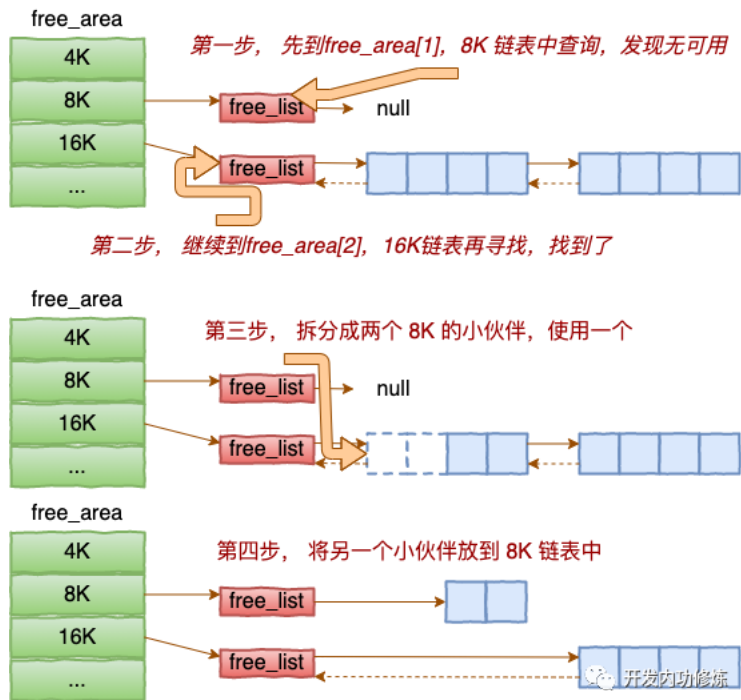 free_area
第一步， 先到free_area[1]，8K 链表中查询，发现无可用
4K
8K
free_list
null
16K
free_list
...
第二步， 继续到free_area[2]，16K链表再寻找，找到了
free_area
第三步， 拆分成两个 8K 的小伙伴，使用一个
4K
8K
free_list
null
16K
free_list
...
free_area
第四步， 将另一个小伙伴放到 8K 链表中
4K
8K
free_list
16K
free_list
...
开发内功修炼